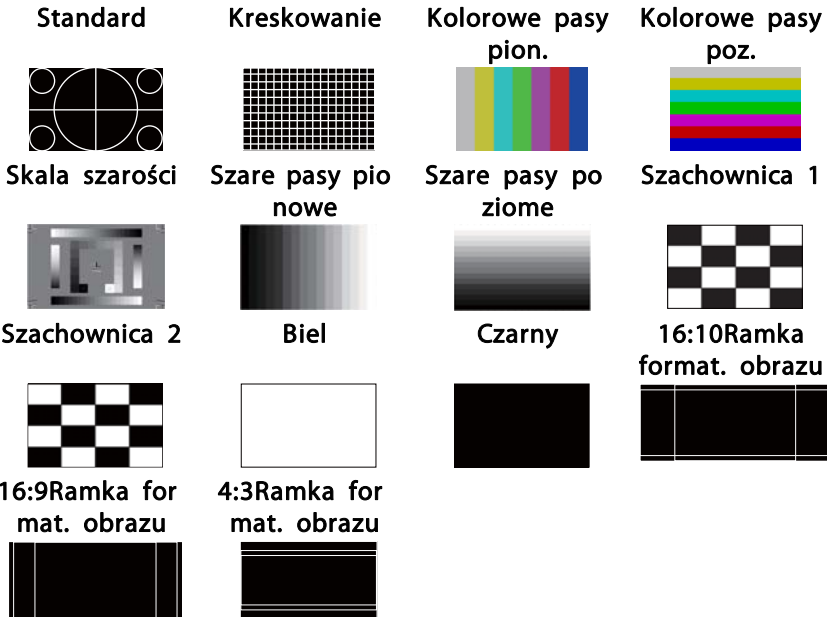 Standard
Kreskowanie
Kolorowe pasy
pion.
Kolorowe pasy
poz.
Skala szarości
Szare pasy pio
nowe
Szare pasy po
ziome
Szachownica 1
Szachownica 2
Biel
Czarny
16:10Ramka
format. obrazu
16:9Ramka for
mat. obrazu
4:3Ramka for
mat. obrazu